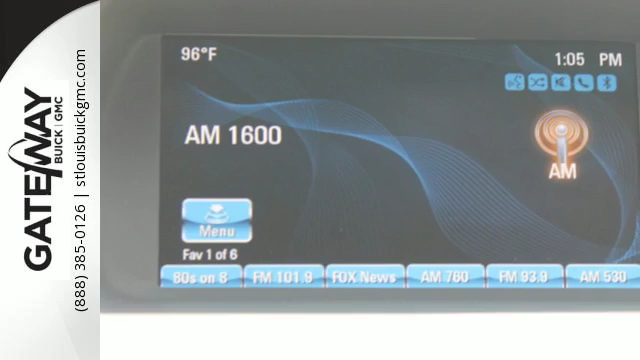 GATEWAY
BUICK | GMC
(888) 385-0126 | stlouisbuickgmc.com
96°F
1:05 PM
AM 1600
AM
Menu
Fav 1 of 6
80s on 8
FM 101.9
FOX News
AM 760
FM 93.9
AM 530